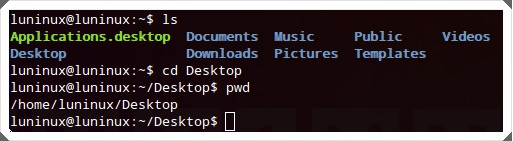 luninux@luninux:~$ ls
Applications.desktop  Documents  Music     Public     Videos
Desktop               Downloads  Pictures  Templates
luninux@luninux:~$ cd Desktop
luninux@luninux:~/Desktop$ pwd
/home/luninux/Desktop
luninux@luninux:~/Desktop$